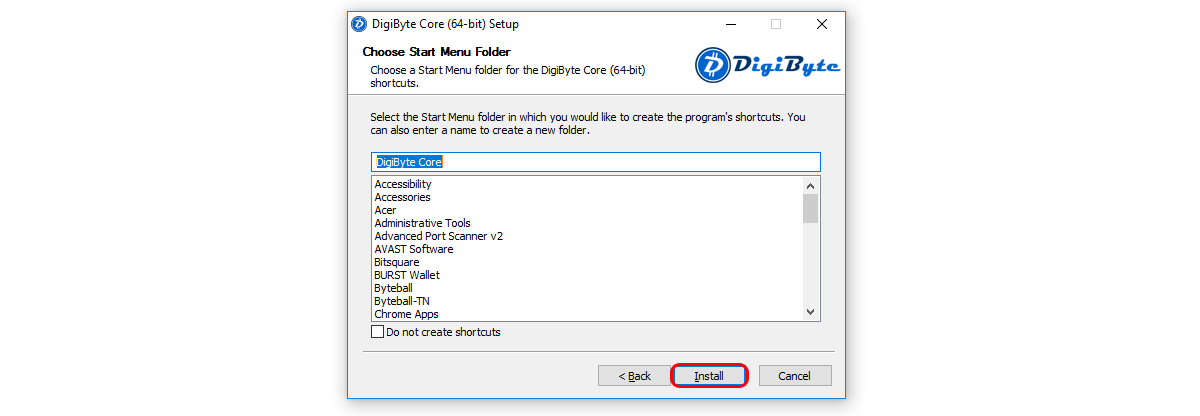 DigiByte Core (64-bit) Setup
Choose Start Menu Folder
Choose a Start Menu folder for the DigiByte Core (64-bit)
shortcuts.
DigiByte
Select the Start Menu folder in which you would like to create the program's shortcuts. You
can also enter a name to create a new folder.
DigiByte Core
Accessibility
Accessories
Acer
Administrative Tools
Advanced Port Scanner v2
AVAST Software
Bitsquare
BURST Wallet
Byteball
Byteball-TN
Chrome Apps
Do not create shortcuts
< Back
Install
Cancel